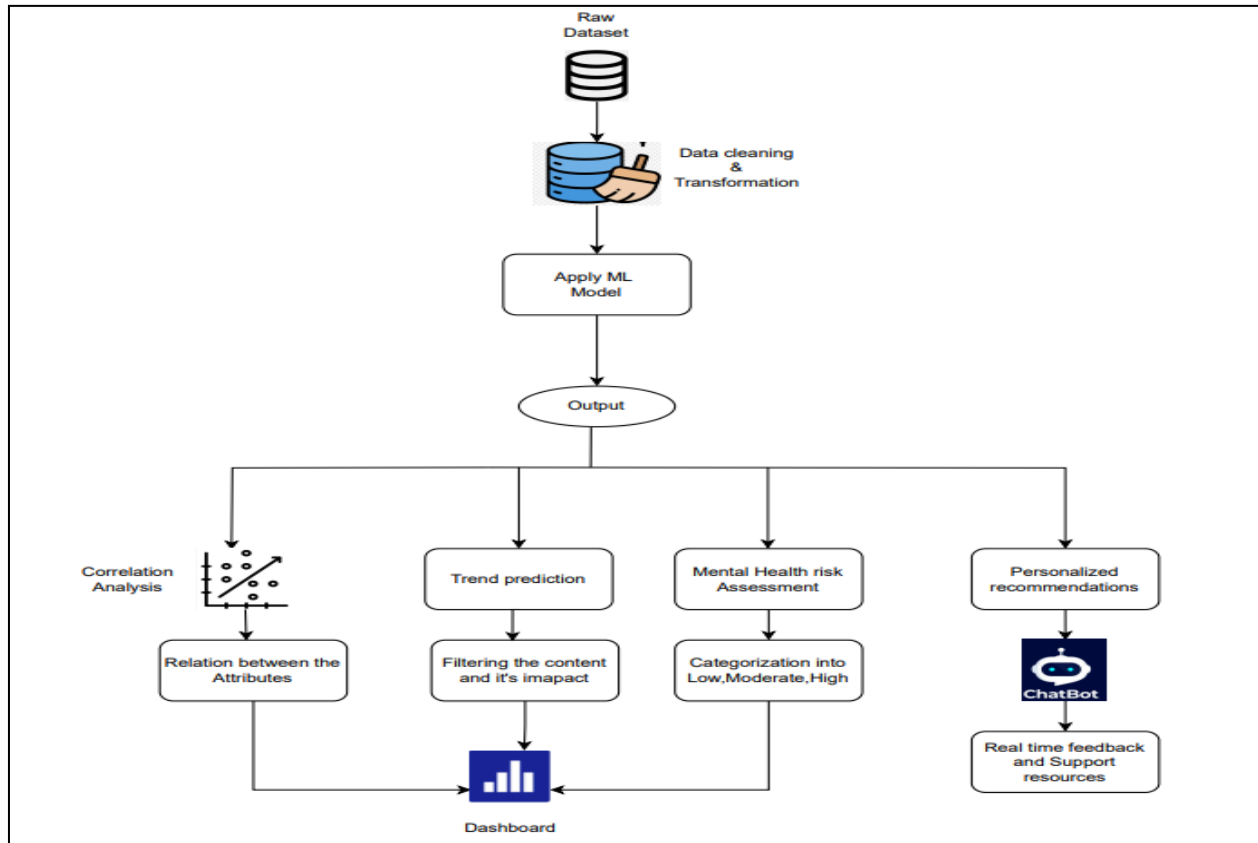 Raw
Dataset
Data cleaning
&
Transformation
Apply ML
Model
Output
Correlation
Analysis
Trend prediction
Mental Health risk
Assessment
Personalized
recommendations
Relation between the
Attributes
Filtering the content
and it's imapact
Categorization into
Low,Moderate,High
ChatBot
Real time feedback
and Support
resources
Dashboard